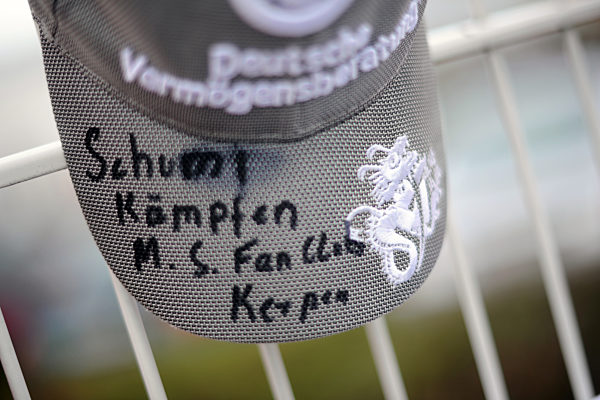 Deutsche
Vermögensberatung
Schumi
Kämpfen
M. S. Fan Club
Kerpen